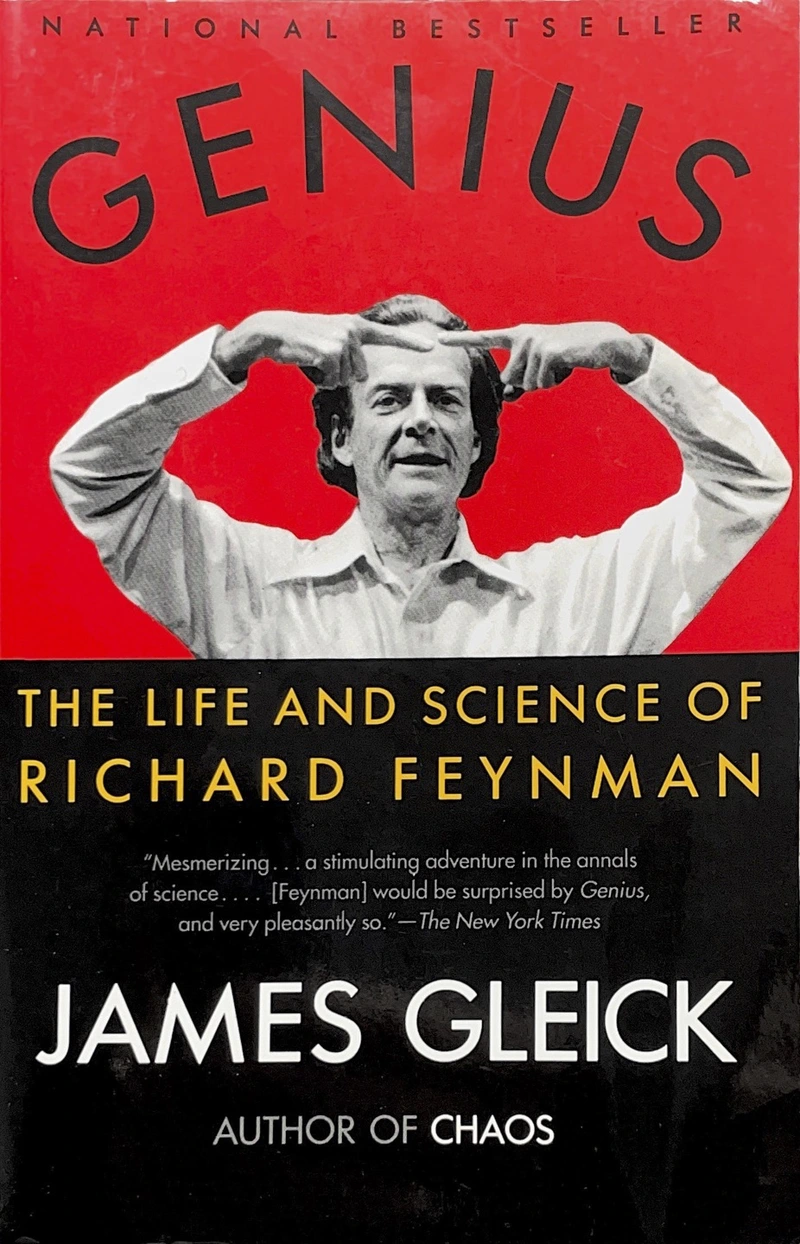 NATIONAL BESTSELLER
GENIUS
THE LIFE AND SCIENCE OF
RICHARD FEYNMAN
“Mesmerizing . . . a stimulating adventure in the annals
of science . . . . [Feynman] would be surprised by Genius,
and very pleasantly so.”—The New York Times
JAMES GLEICK
AUTHOR OF CHAOS